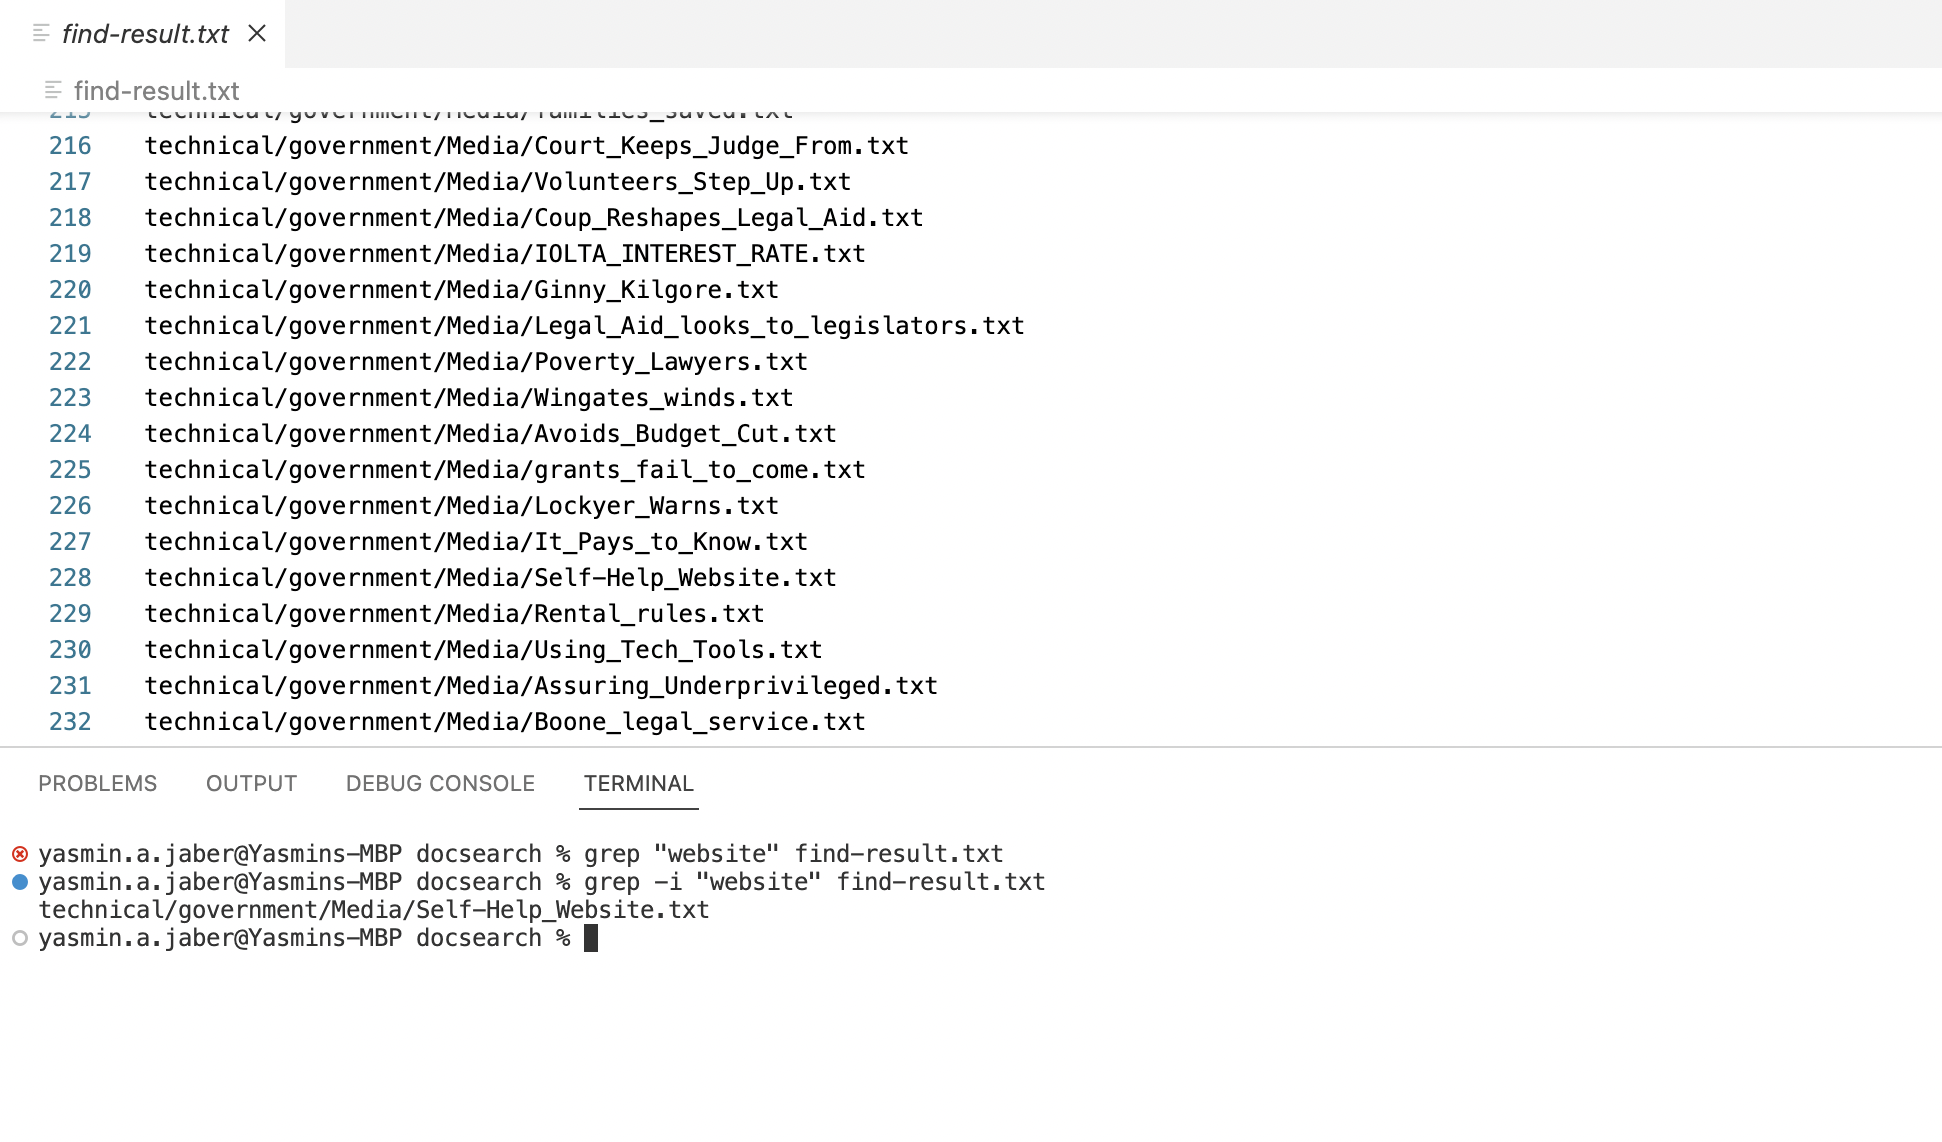 find-result.txt
find-result.txt
215 technical/government/Media/families_saved.txt
216 technical/government/Media/Court_Keeps_Judge_From.txt
217 technical/government/Media/Volunteers_Step_Up.txt
218 technical/government/Media/Coup_Reshapes_Legal_Aid.txt
219 technical/government/Media/IOLTA_INTEREST_RATE.txt
220 technical/government/Media/Ginny_Kilgore.txt
221 technical/government/Media/Legal_Aid_looks_to_legislators.txt
222 technical/government/Media/Poverty_Lawyers.txt
223 technical/government/Media/Wingates_winds.txt
224 technical/government/Media/Avoids_Budget_Cut.txt
225 technical/government/Media/grants_fail_to_come.txt
226 technical/government/Media/Lockyer_Warns.txt
227 technical/government/Media/It_Pays_to_Know.txt
228 technical/government/Media/Self-Help_Website.txt
229 technical/government/Media/Rental_rules.txt
230 technical/government/Media/Using_Tech_Tools.txt
231 technical/government/Media/Assuring_Underprivileged.txt
232 technical/government/Media/Boone_legal_service.txt
PROBLEMS OUTPUT DEBUG CONSOLE TERMINAL
yasmin.a.jaber@Yasmins-MBP docsearch % grep "website" find-result.txt
yasmin.a.jaber@Yasmins-MBP docsearch % grep -i "website" find-result.txt
technical/government/Media/Self-Help_Website.txt
yasmin.a.jaber@Yasmins-MBP docsearch %